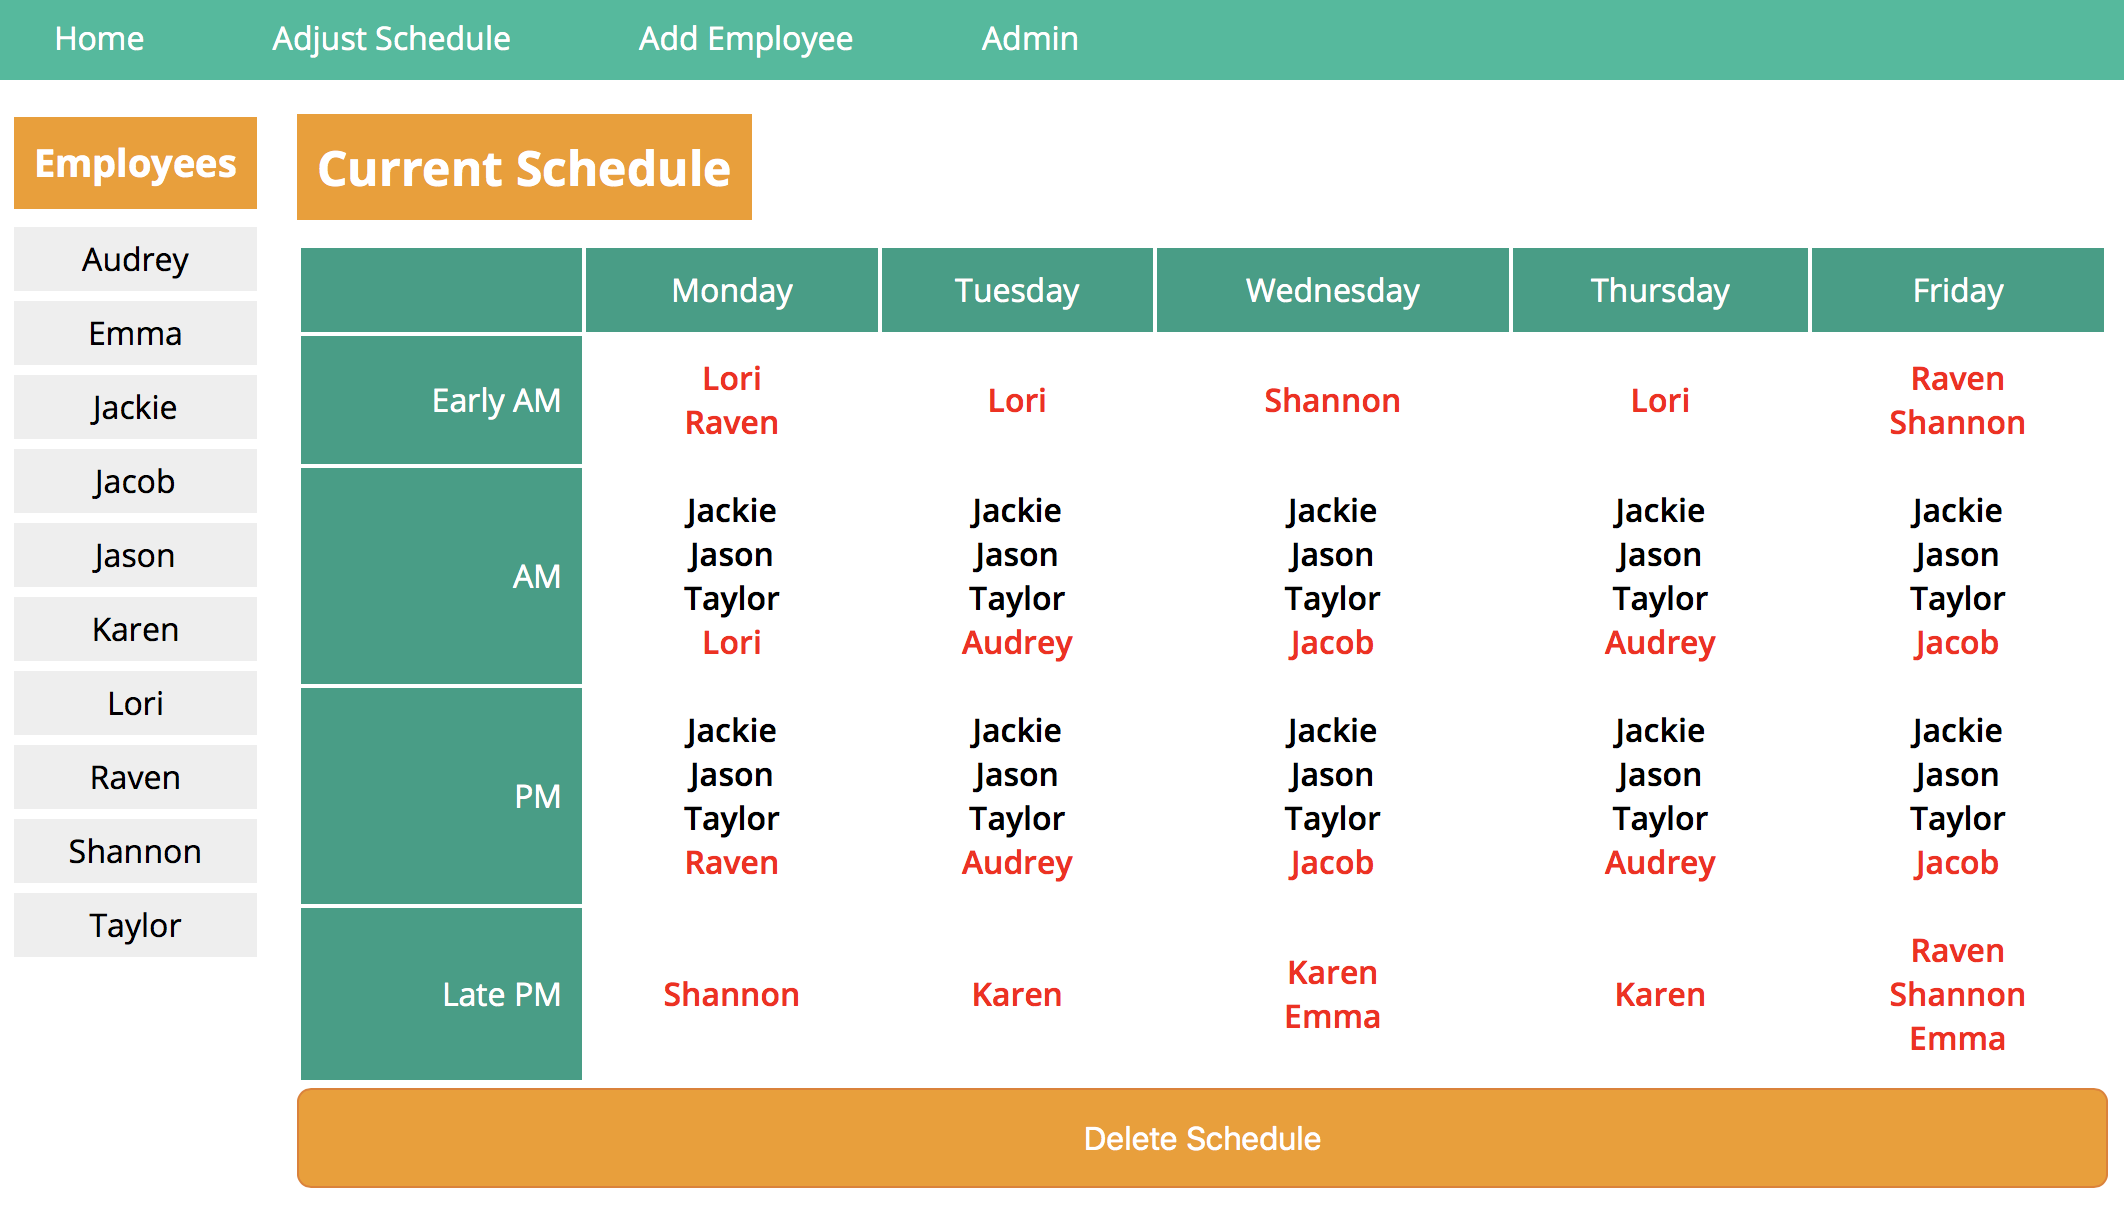 Home Adjust Schedule Add Employee Admin
Employees
Audrey
Emma
Jackie
Jacob
Jason
Karen
Lori
Raven
Shannon
Taylor
Current Schedule
Monday Tuesday Wednesday Thursday Friday
Early AM
Lori
Raven
Lori
Shannon
Lori
Raven
Shannon
AM
Jackie Jackie Jackie Jackie Jackie
Jason Jason Jason Jason Jason
Taylor Taylor Taylor Taylor Taylor
Lori Audrey Jacob Audrey Jacob
PM
Jackie Jackie Jackie Jackie Jackie
Jason Jason Jason Jason Jason
Taylor Taylor Taylor Taylor Taylor
Raven Audrey Jacob Audrey Jacob
Late PM
Shannon
Karen
Karen
Emma
Karen
Raven
Shannon
Emma
Delete Schedule